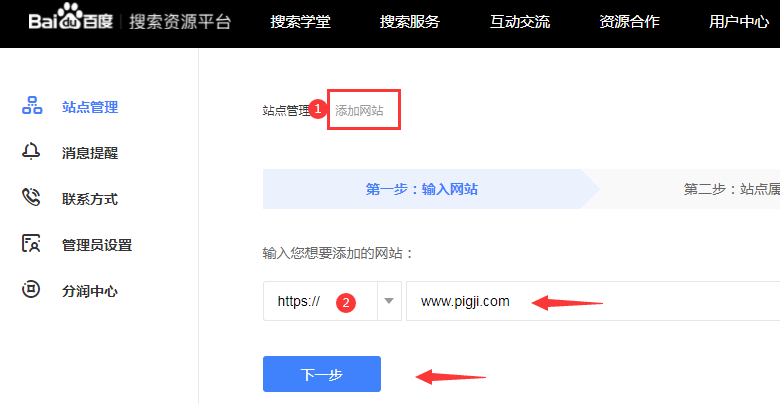 Bai百度 搜索资源平台 搜索学堂 搜索服务 互动交流 资源合作 用户中心
站点管理
消息提醒
联系方式
管理员设置
分润中心
站点管理 1 添加网站
第一步：输入网站 第二步：站点属
输入您想要添加的网站：
https:// 2 www.pigji.com
下一步